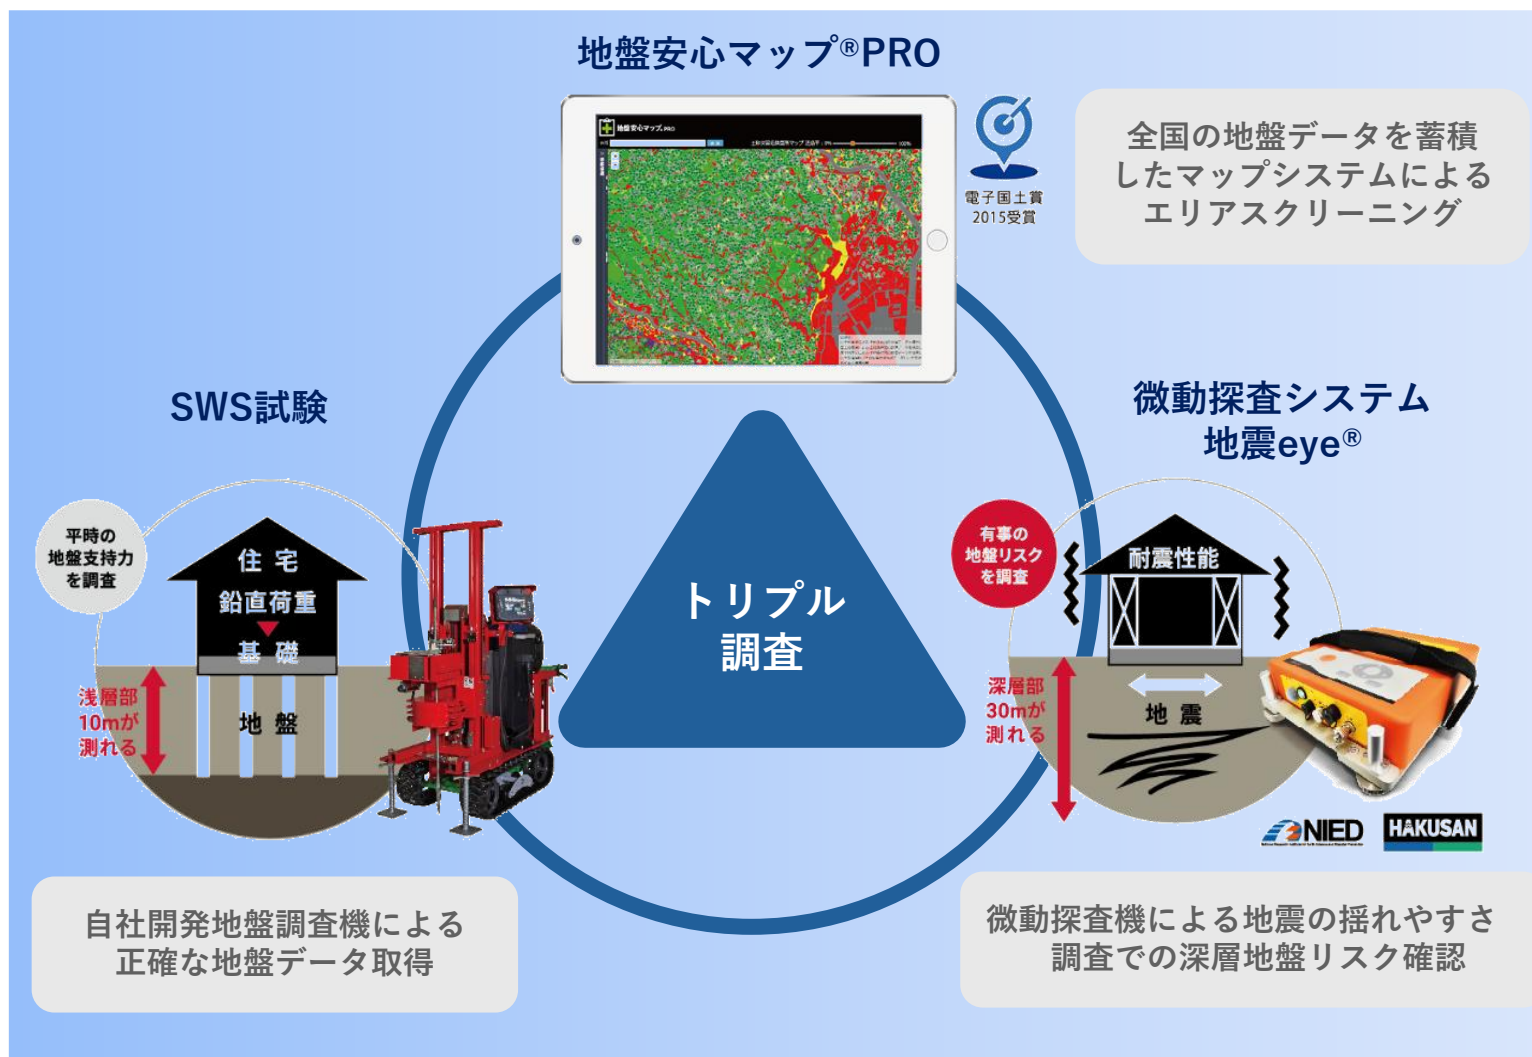 地盤安心マップ®PRO
地盤安心マップ PRO
100%
電子国土賞
2015受賞
全国の地盤データを蓄積
したマップシステムによる
エリアスクリーニング
SWS試験
平時の
地盤支持力
を調査
住宅
鉛直荷重
基礎
浅層部
10mが
測れる
地盤
トリプル
調査
微動探査システム
地震eye®
有事の
地盤リスク
を調査
耐震性能
深層部
30mが
測れる
地震
NIED
HAKUSAN
自社開発地盤調査機による
正確な地盤データ取得
微動探査機による地震の揺れやすさ
調査での深層地盤リスク確認